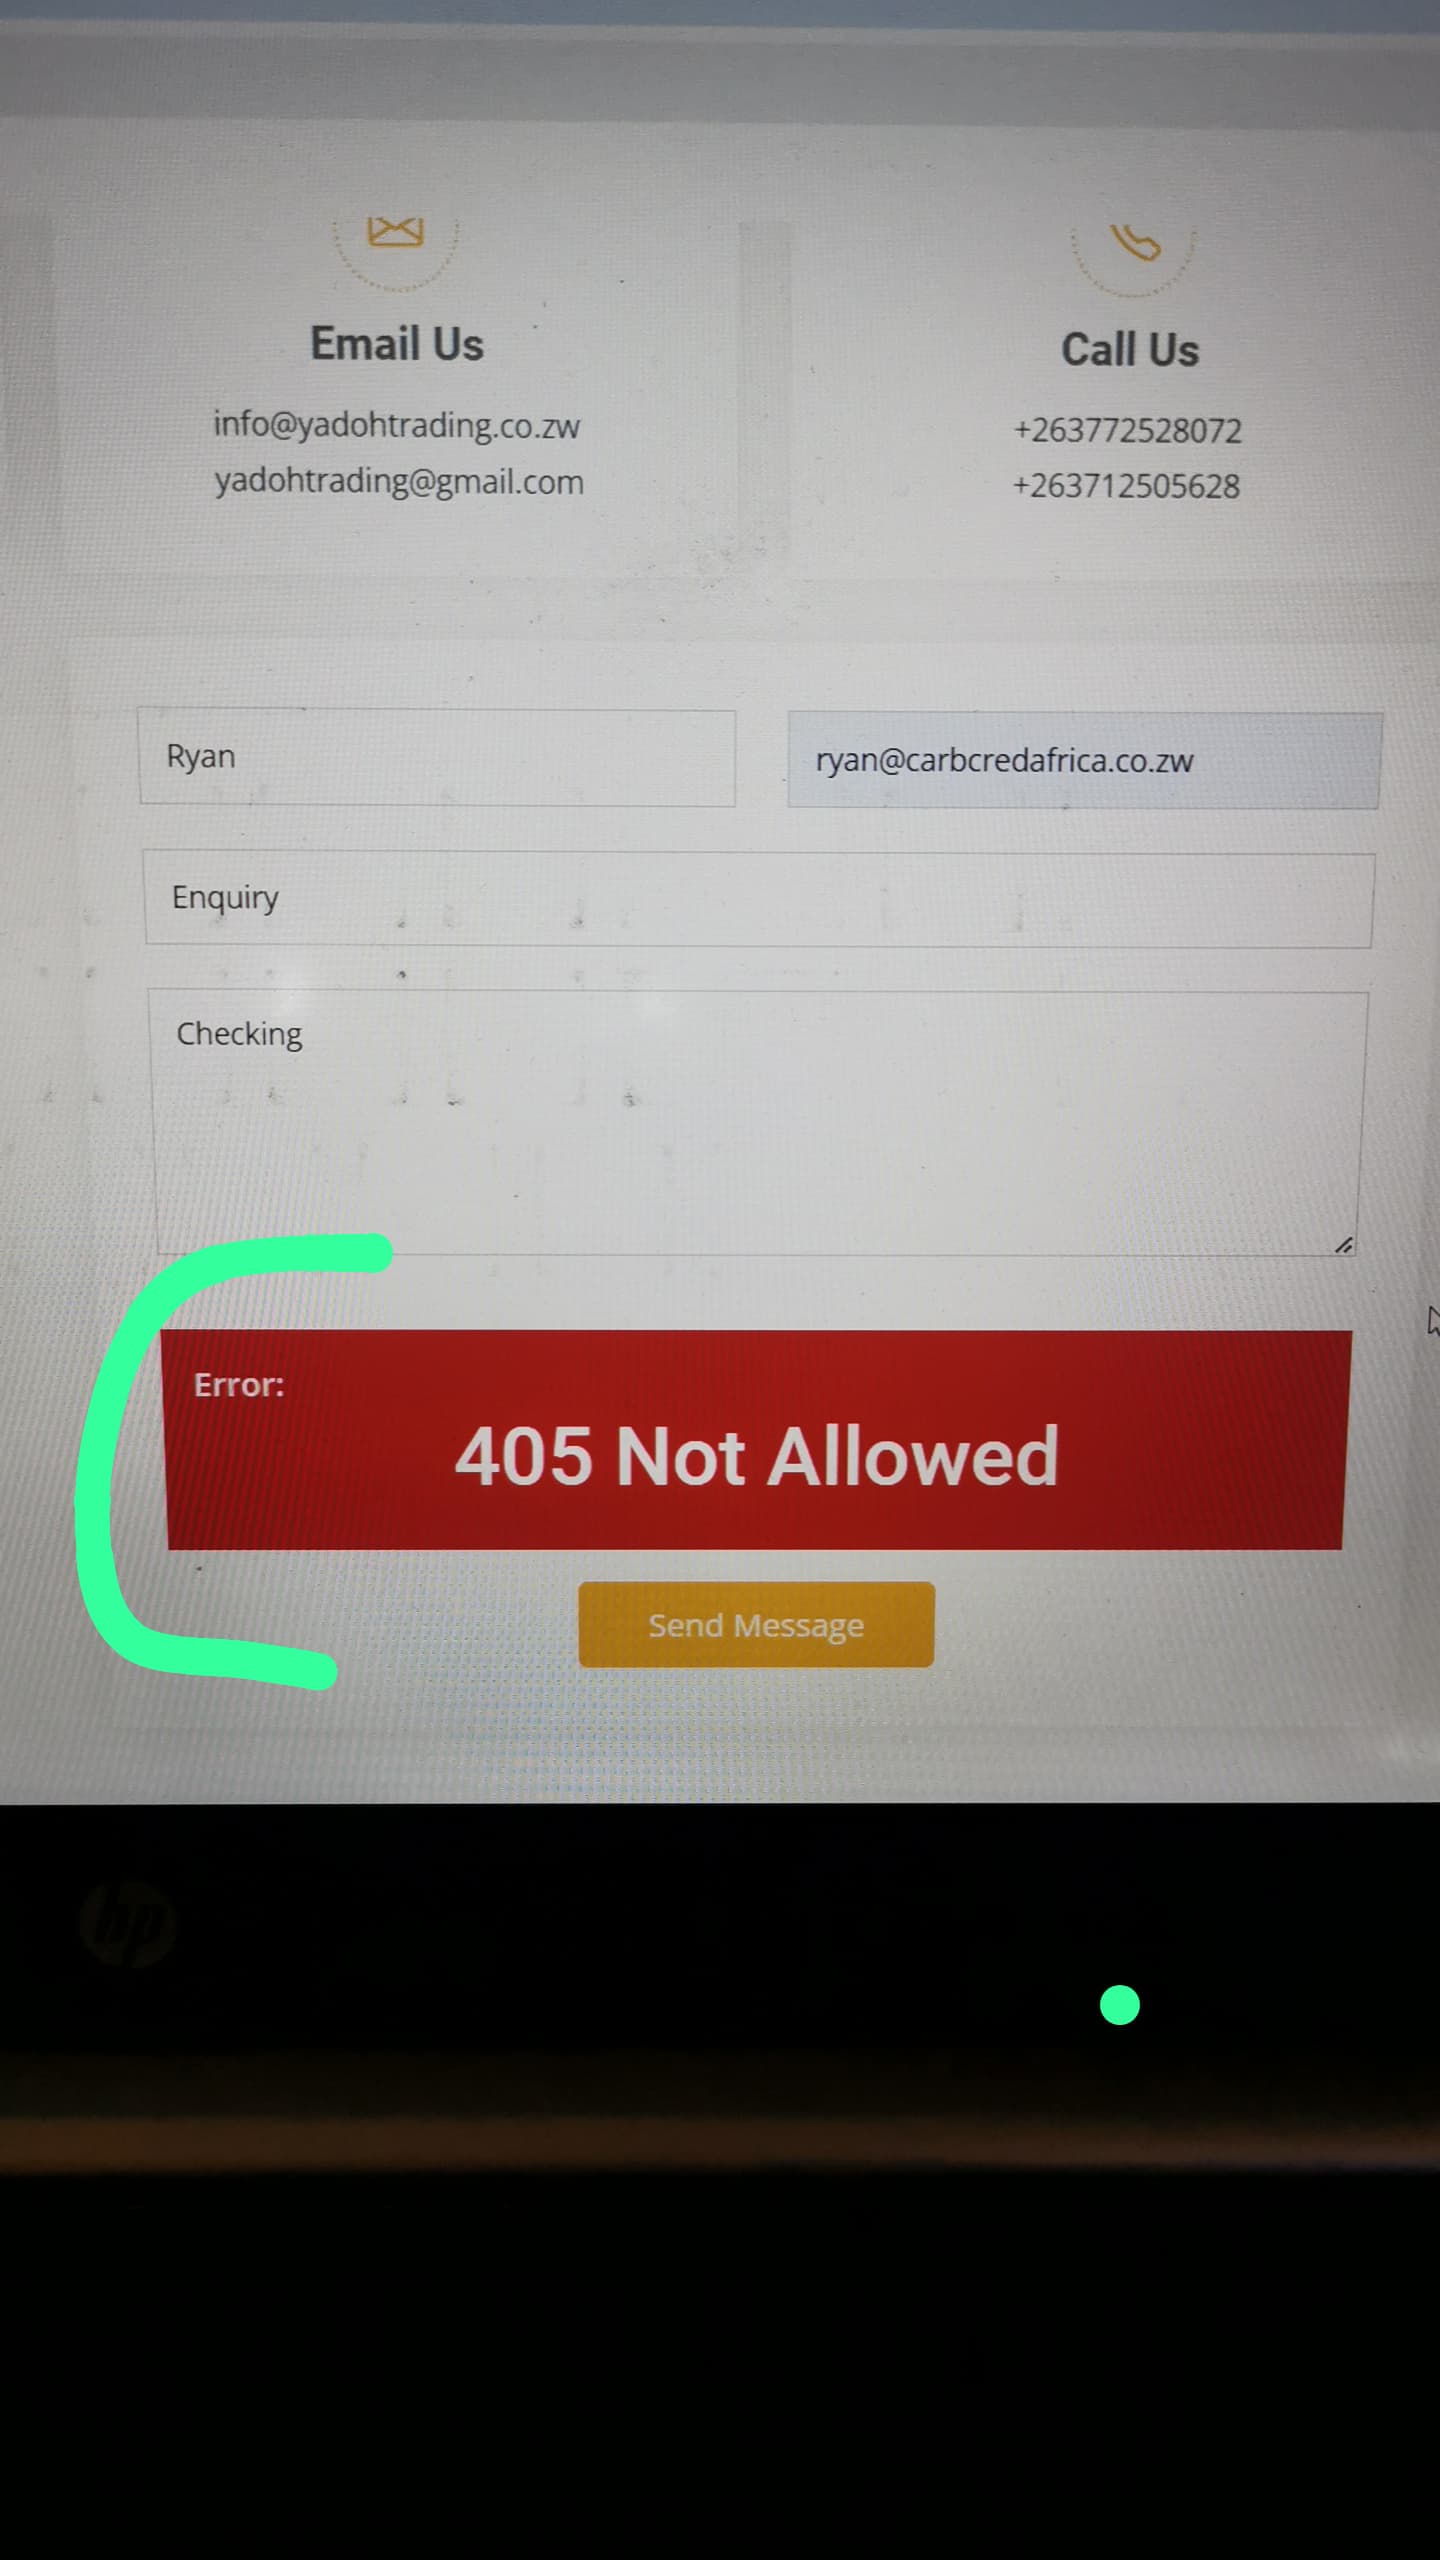 Email Us
info@yadohtrading.co.zw
yadohtrading@gmail.com
Call Us
+263772528072
+263712505628
Ryan
ryan@carbcredafrica.co.zw
Enquiry
Checking
Error:
405 Not Allowed
Send Message
hp